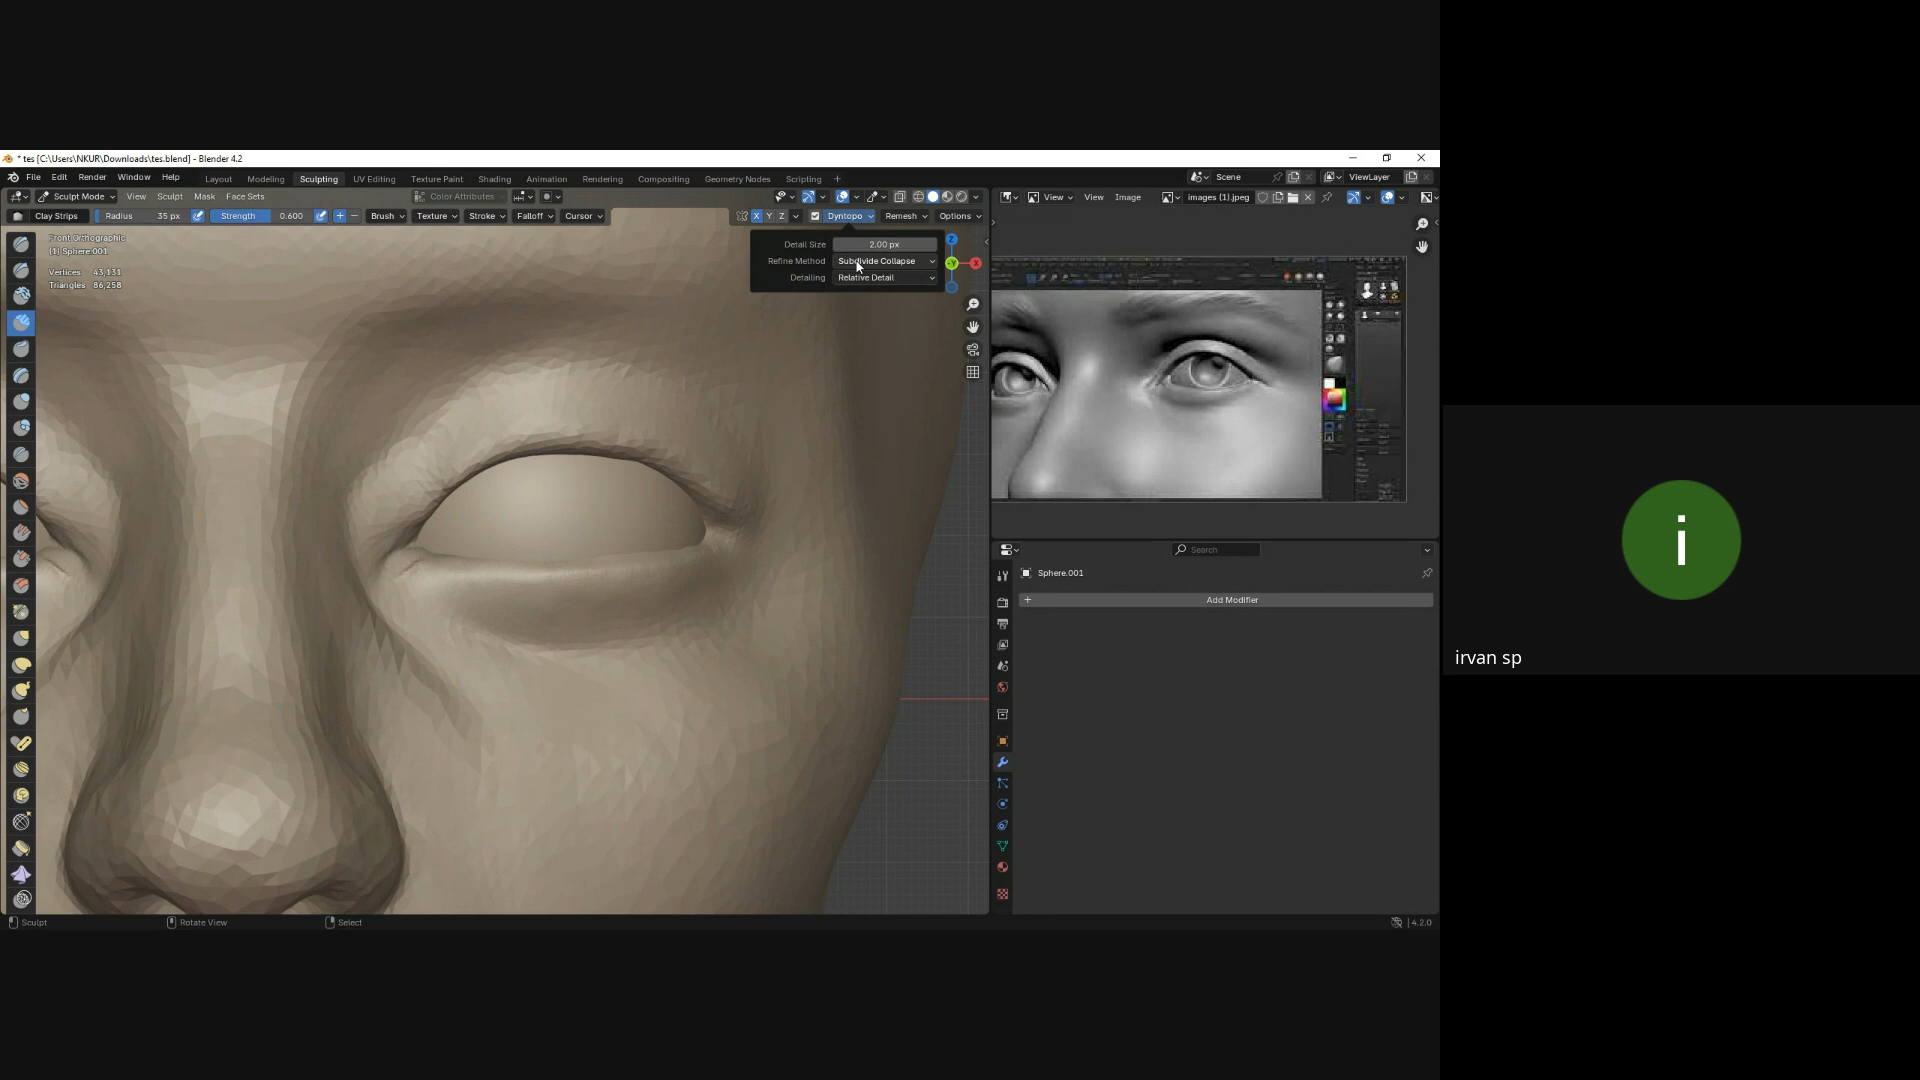 * tes [C:\Users\NKUR\Downloads\tes.blend] - Blender 4.2
File Edit Render Window Help Layout Modeling Sculpting UV Editing Texture Paint Shading Animation Rendering Compositing Geometry Nodes Scripting + Scene ViewLayer
Sculpt Mode View Sculpt Mask Face Sets Color Attributes View View Image images (1).jpeg
Clay Strips Radius 35 px Strength 0.600 Brush Texture Stroke Falloff Cursor X Y Z Dyntopo Remesh Options
Front Orthographic
(1) Sphere.001
Vertices 43,131
Triangles 86,258
Detail Size 2.00 px
Refine Method Subdivide Collapse
Detailing Relative Detail
Z
-Y X
Search
Sphere.001
+ Add Modifier
Sculpt Rotate View Select 4.2.0
i
irvan sp